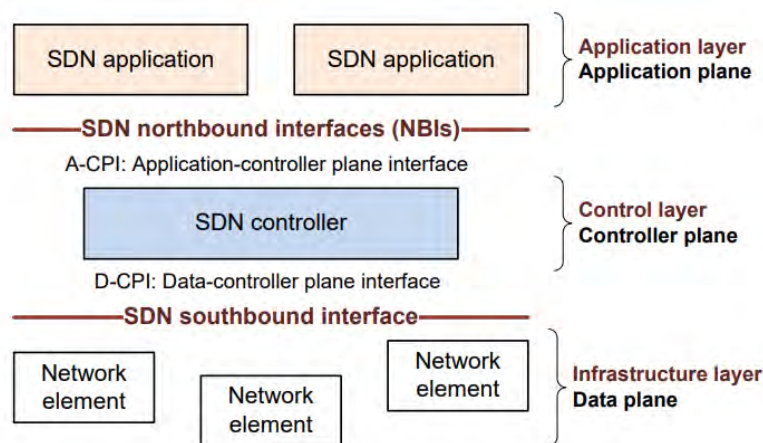 SDN application
SDN application
Application layer
Application plane
SDN northbound interfaces (NBIs)
A-CPI: Application-controller plane interface
SDN controller
Control layer
Controller plane
D-CPI: Data-controller plane interface
SDN southbound interface
Network
element
Network
element
Network
element
Infrastructure layer
Data plane